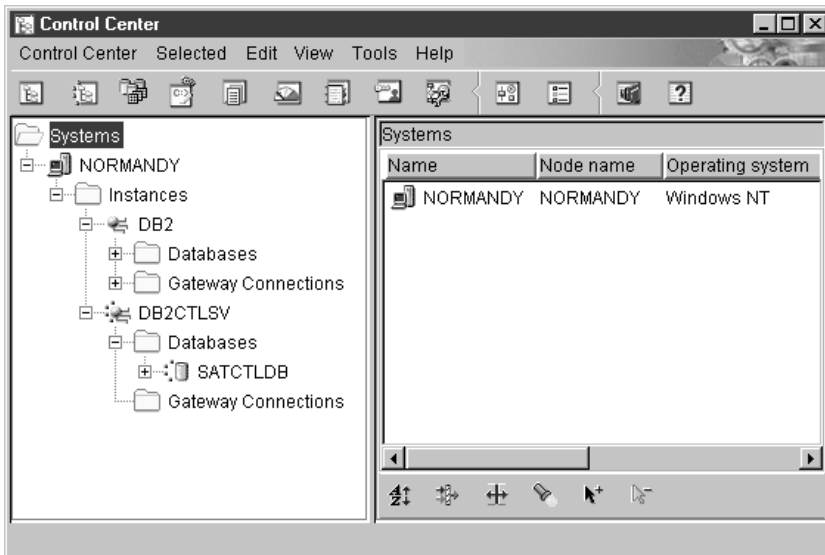 Control Center
Control Center Selected Edit View Tools Help
Systems
NORMANDY
Instances
DB2
Databases
Gateway Connections
DB2CTLSV
Databases
SATCTLDB
Gateway Connections
Systems
Name Node name Operating system
NORMANDY NORMANDY Windows NT